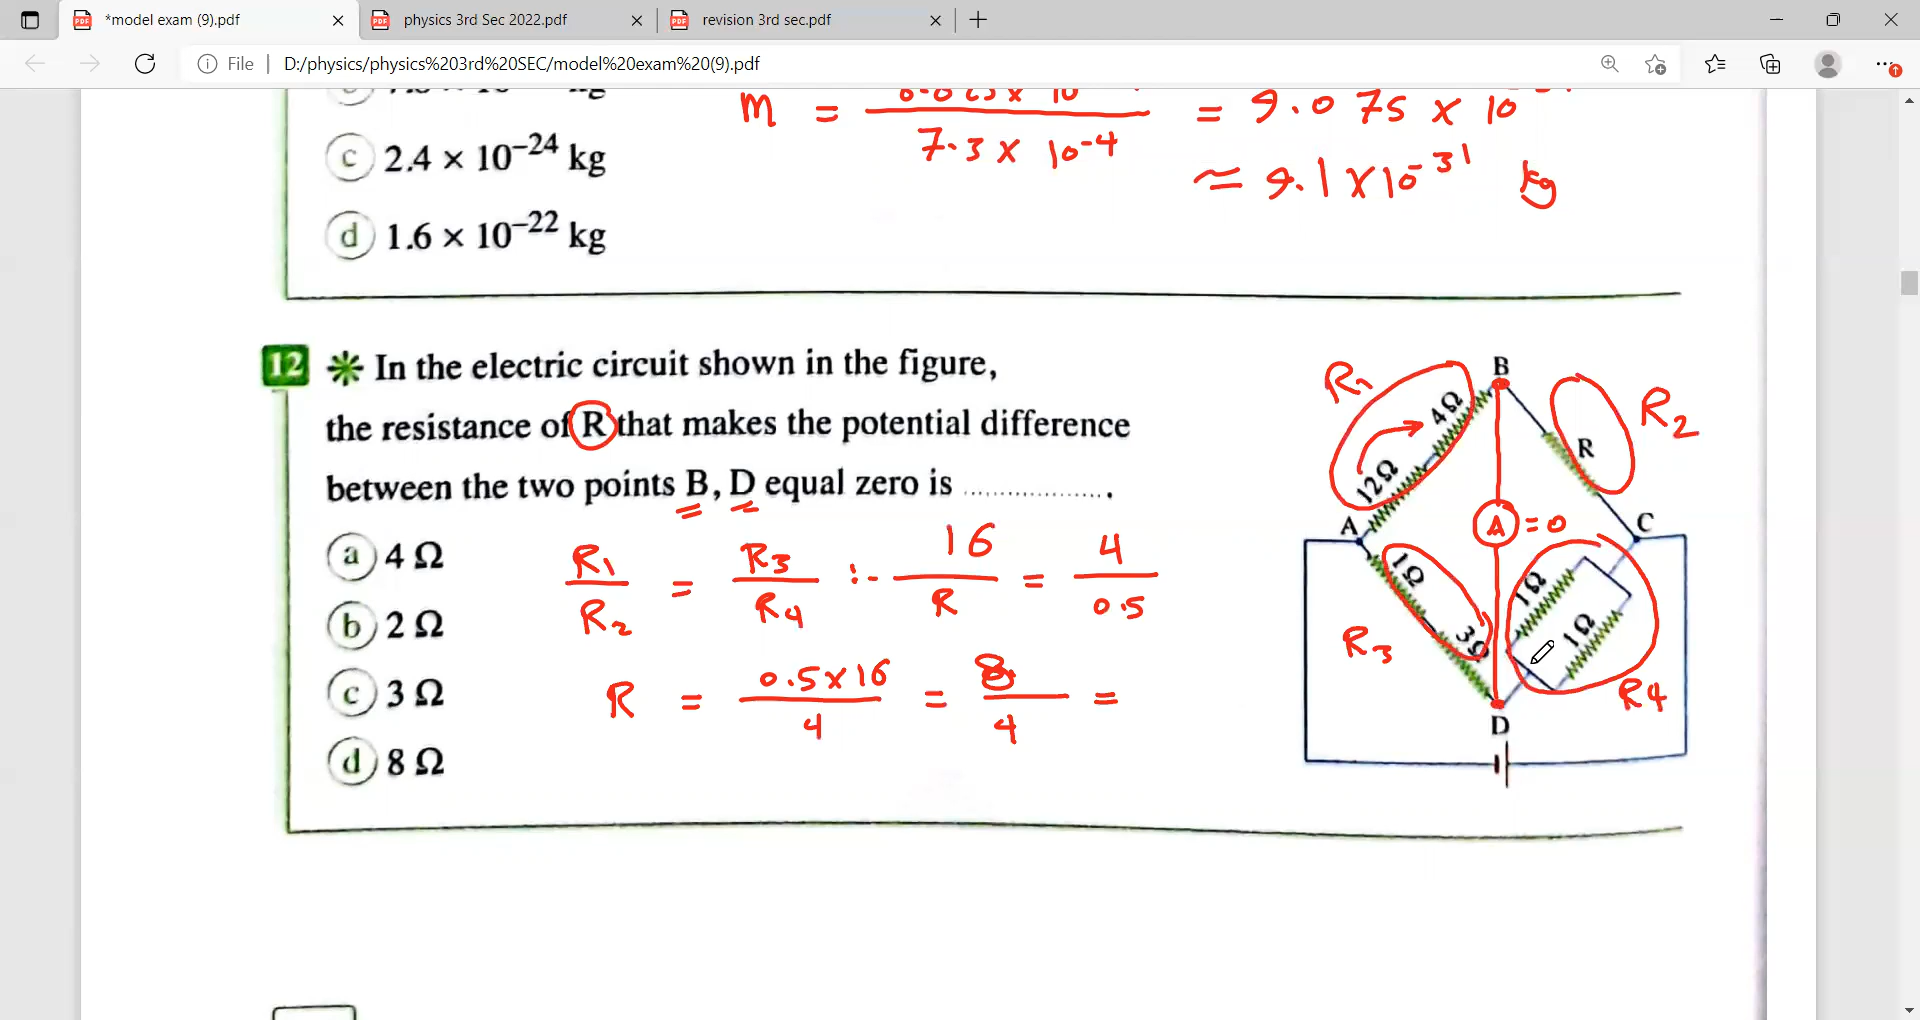 *model exam (9).pdf
physics 3rd Sec 2022.pdf
revision 3rd sec.pdf
File
D:/physics/physics%203rd%20SEC/model%20exam%20(9).pdf
m = / 7.3 x 10-4 = 9.075 x 10
c 2.4 × 10−24 kg
≈ 9.1 x 10-31 kg
d 1.6 × 10−22 kg
12 ✳ In the electric circuit shown in the figure,
the resistance of R that makes the potential difference
between the two points B, D equal zero is .................. .
a 4 Ω
b 2 Ω
c 3 Ω
d 8 Ω
R1/R2 = R3/R4 :- 16/R = 4/0.5
R = 0.5x16/4 = 8/4 =
B
R1
R2
4Ω
R
12Ω
A
A = 0
C
1Ω
1Ω
R3
3Ω
1Ω
R4
D